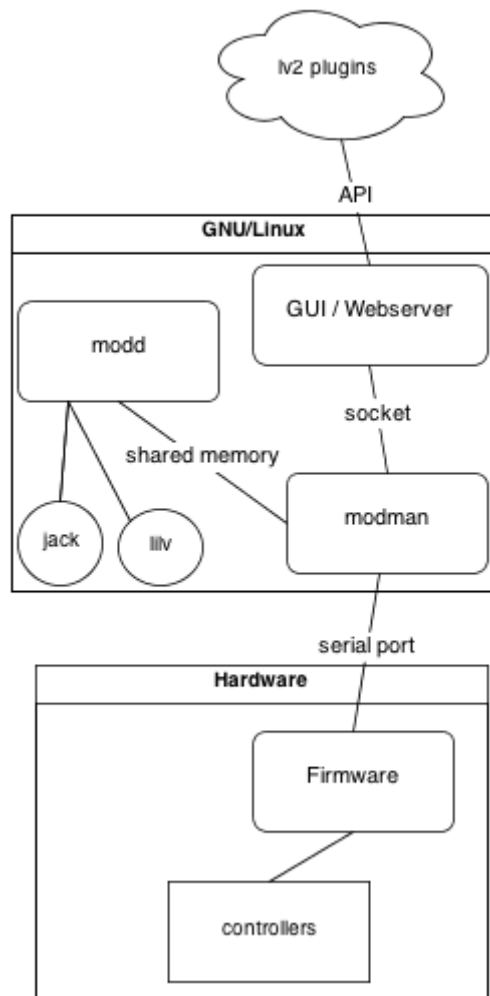 lv2 plugins
API
GNU/Linux
GUI / Webserver
modd
socket
shared memory
modman
jack
lilv
serial port
Hardware
Firmware
controllers